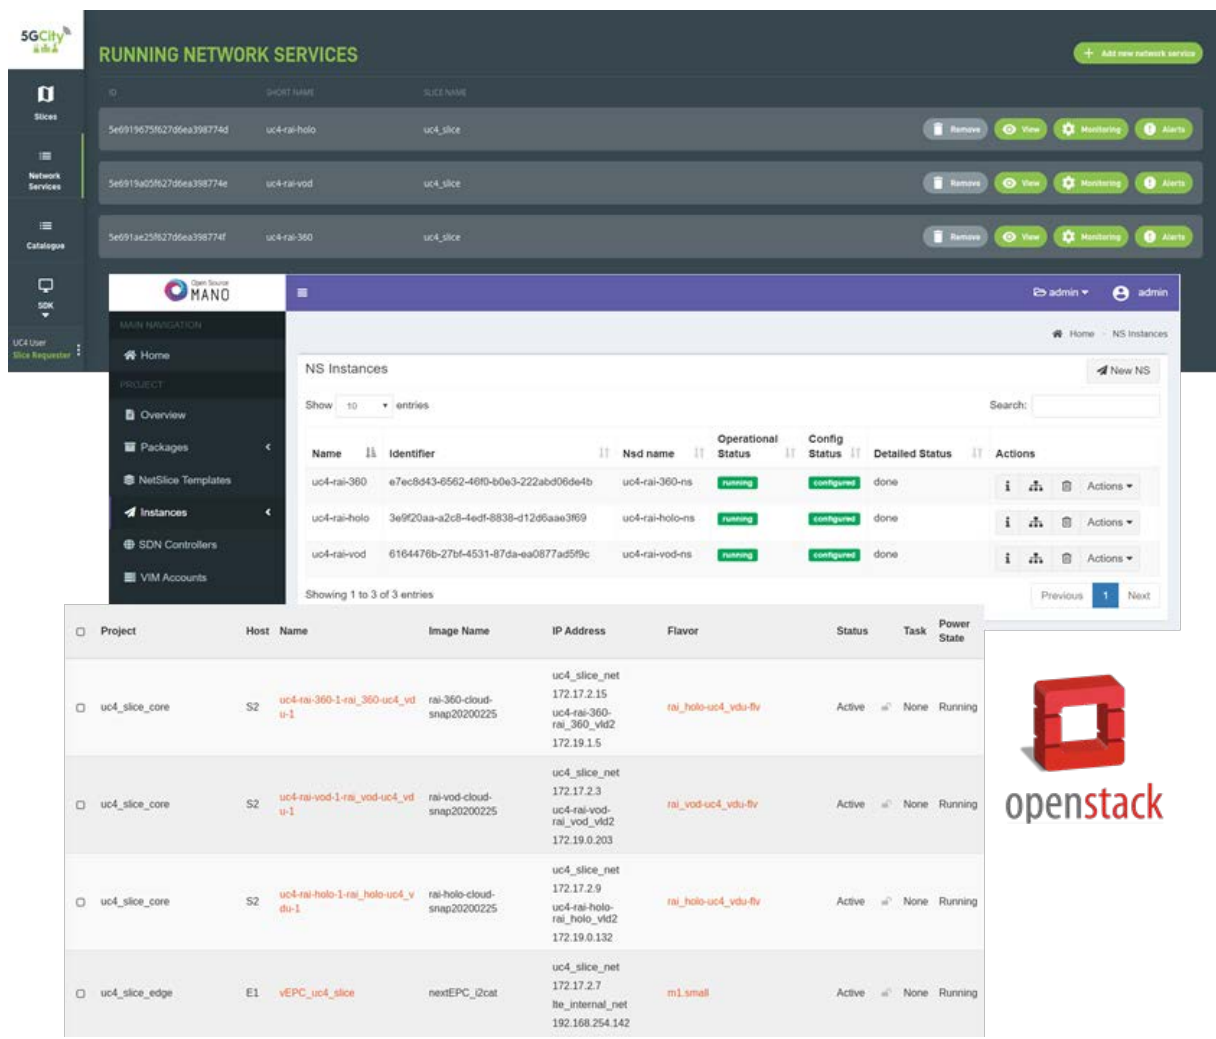 5GCity
RUNNING NETWORK SERVICES
+ Add new network service
Slices
Network
Services
Catalogue
SDK
UC4 User
Slice Requester
ID SHORT NAME SLICE NAME
5e6919675f627d6ea398774d uc4-rai-holo uc4_slice Remove View Monitoring Alerts
5e6919a05f627d6ea398774e uc4-rai-vod uc4_slice Remove View Monitoring Alerts
5e691ae25f627d6ea398774f uc4-rai-360 uc4_slice Remove View Monitoring Alerts
Open Source
MANO
admin admin
MAIN NAVIGATION
Home
PROJECT
Overview
Packages
NetSlice Templates
Instances
SDN Controllers
VIM Accounts
Home NS Instances
NS Instances New NS
Show 10 entries Search:
Name Identifier Nsd name Operational Status Config Status Detailed Status Actions
uc4-rai-360 e7ec8d43-6562-46f0-b0e3-222abd06de4b uc4-rai-360-ns running configured done i Actions
uc4-rai-holo 3e9f20aa-a2c8-4edf-8838-d12d6aae3f69 uc4-rai-holo-ns running configured done i Actions
uc4-rai-vod 6164476b-27bf-4531-87da-ea0877ad5f9c uc4-rai-vod-ns running configured done i Actions
Showing 1 to 3 of 3 entries Previous 1 Next
Project Host Name Image Name IP Address Flavor Status Task Power State
uc4_slice_net
172.17.2.15
uc4_slice_core S2 uc4-rai-360-1-rai_360-uc4_vd
u-1
rai-360-cloud-
snap20200225
uc4-rai-360-
rai_360_vld2
172.19.1.5
rai_holo-uc4_vdu-flv Active None Running
uc4_slice_net
172.17.2.3
uc4_slice_core S2 uc4-rai-vod-1-rai_vod-uc4_vd
u-1
rai-vod-cloud-
snap20200225
uc4-rai-vod-
rai_vod_vld2
172.19.0.203
rai_vod-uc4_vdu-flv Active None Running
uc4_slice_net
172.17.2.9
uc4_slice_core S2 uc4-rai-holo-1-rai_holo-uc4_v
du-1
rai-holo-cloud-
snap20200225
uc4-rai-holo-
rai_holo_vld2
172.19.0.132
rai_holo-uc4_vdu-flv Active None Running
uc4_slice_net
172.17.2.7
uc4_slice_edge E1 vEPC_uc4_slice nextEPC_i2cat
lte_internal_net
192.168.254.142
m1.small Active None Running
openstack